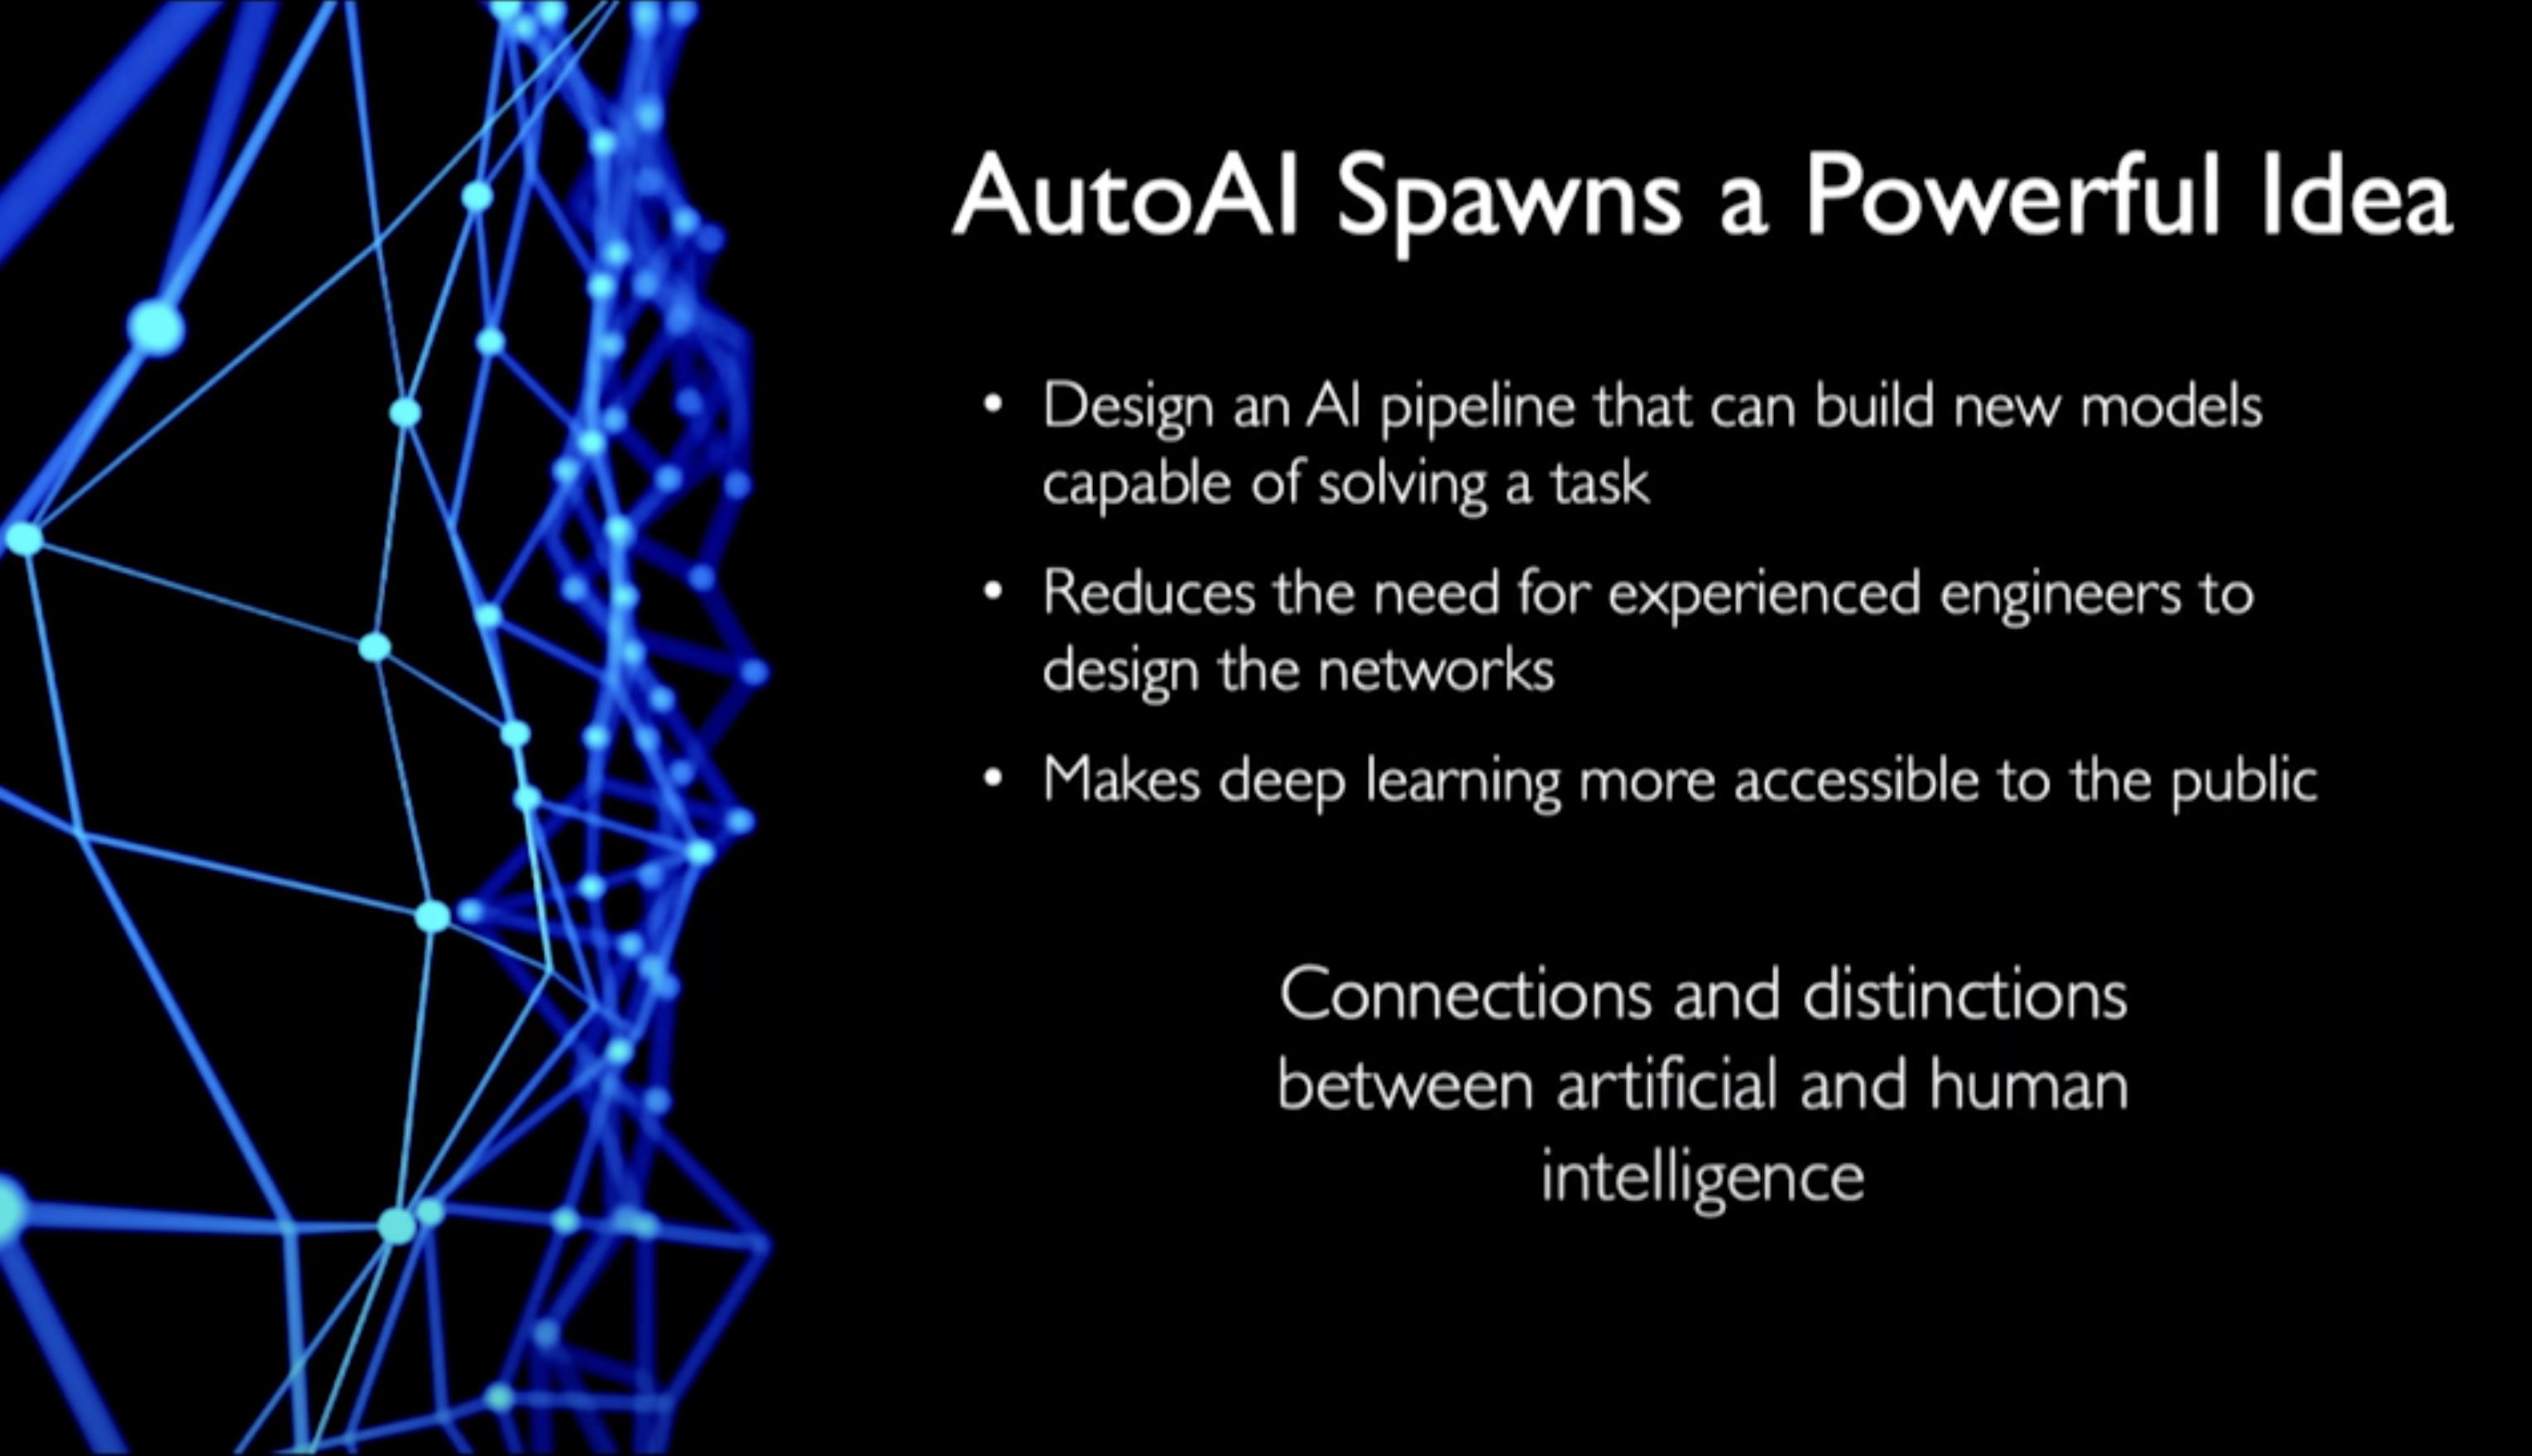 AutoAI Spawns a Powerful Idea
• Design an AI pipeline that can build new models
capable of solving a task
• Reduces the need for experienced engineers to
design the networks
• Makes deep learning more accessible to the public
Connections and distinctions
between artificial and human
intelligence